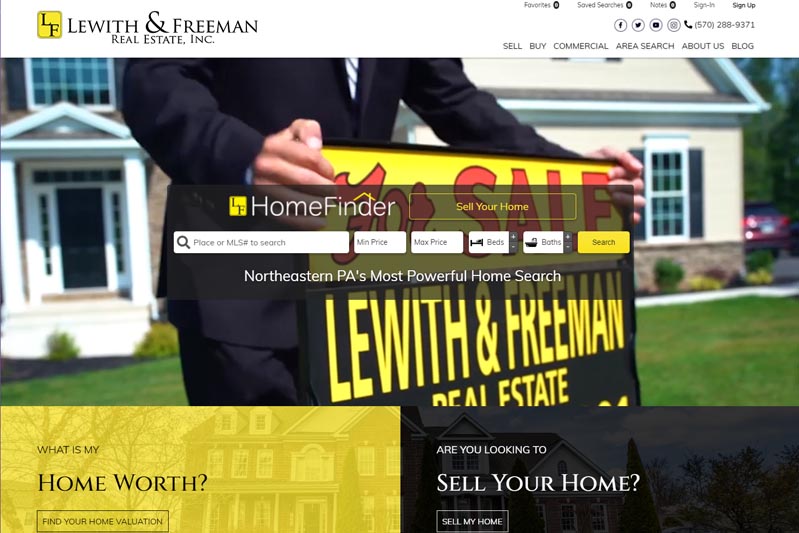 Favorites 0 Saved Searches 0 Notes 0 Sign-In Sign Up
LF LEWITH & FREEMAN
REAL ESTATE, INC.
(570) 288-9371
SELL BUY COMMERCIAL AREA SEARCH ABOUT US BLOG
For SALE
LF HomeFinder Sell Your Home
Place or MLS# to search Min Price Max Price Beds + - Baths + - Search
Northeastern PA's Most Powerful Home Search
LEWITH & FREEMAN
REAL ESTATE
WHAT IS MY
HOME WORTH?
FIND YOUR HOME VALUATION
ARE YOU LOOKING TO
SELL YOUR HOME?
SELL MY HOME